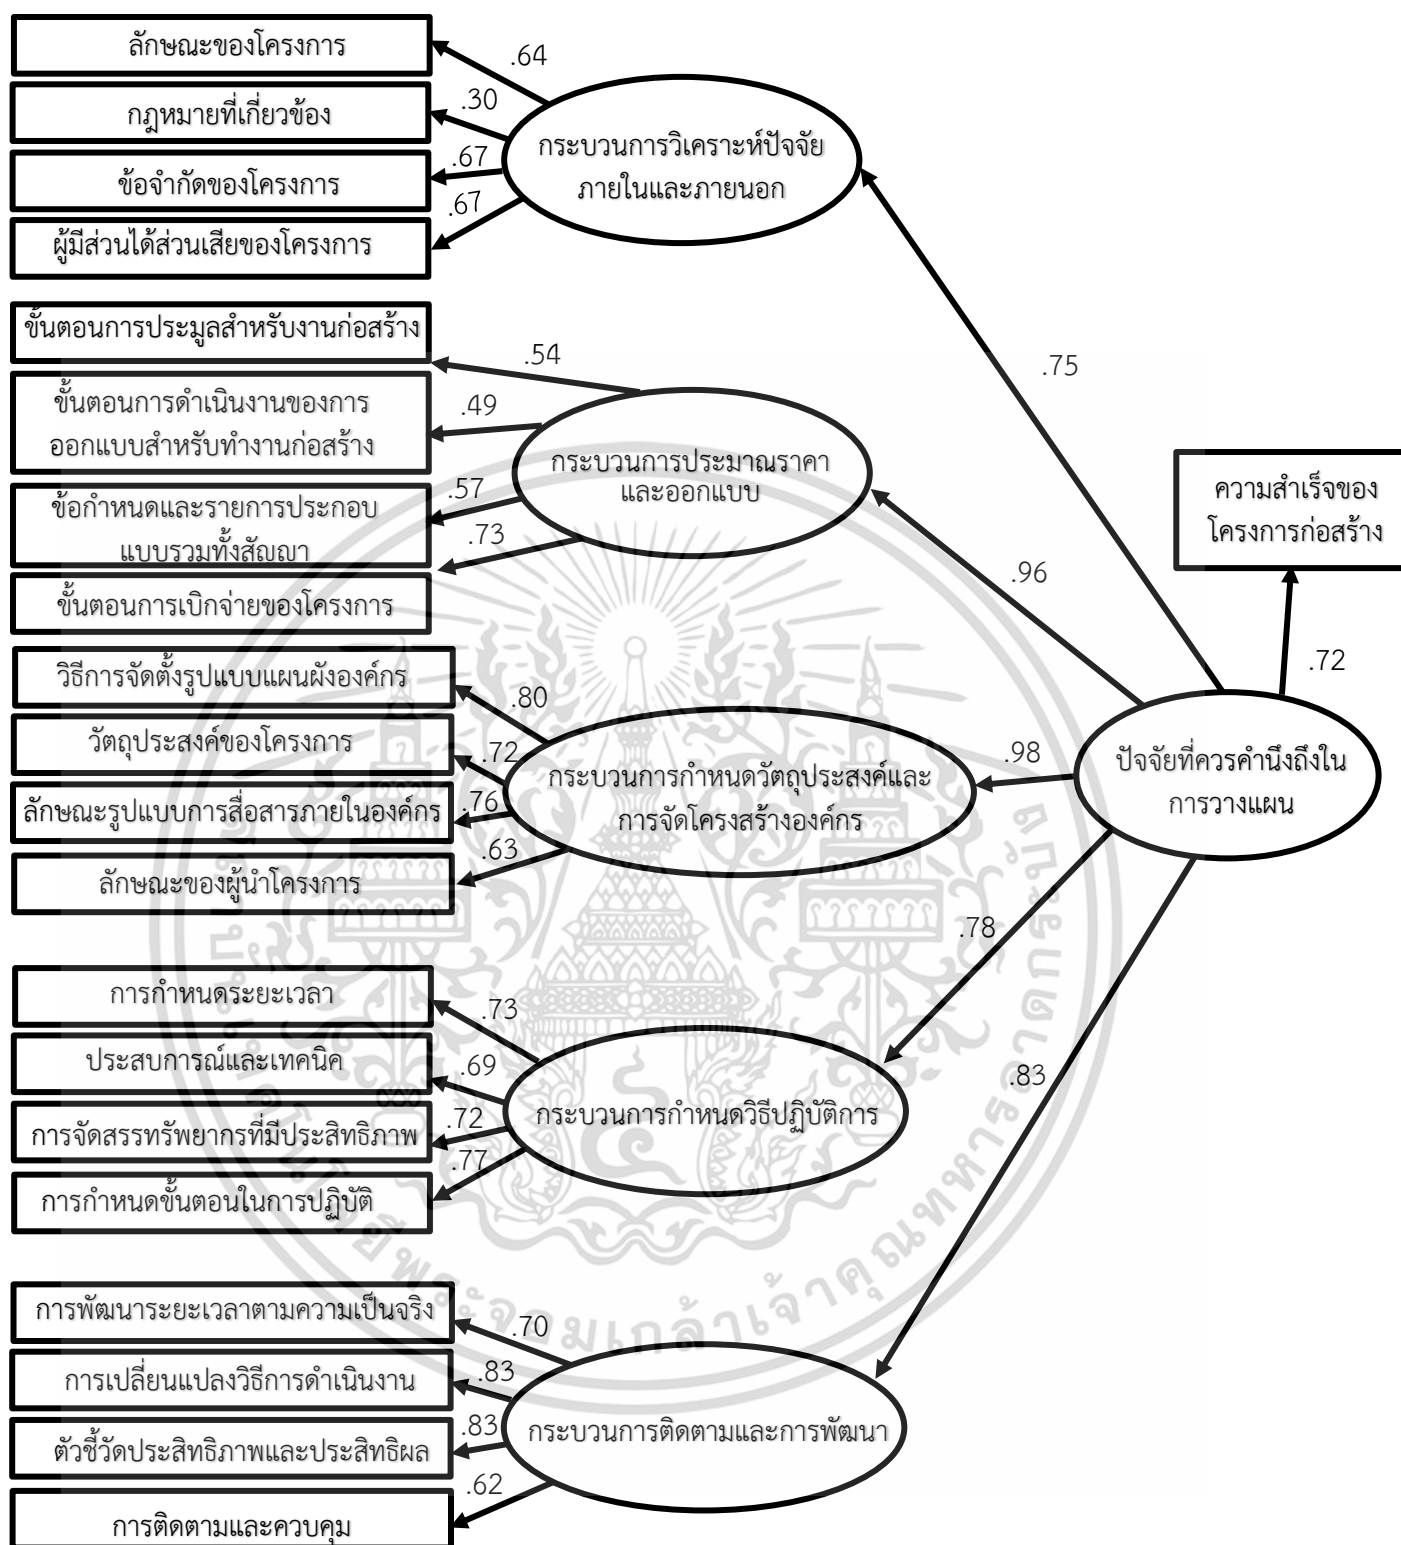 ลักษณะของโครงการ
.64
กฎหมายที่เกี่ยวข้อง
.30
ข้อจำกัดของโครงการ
.67
ผู้มีส่วนได้ส่วนเสียของโครงการ
.67
กระบวนการวิเคราะห์ปัจจัย
ภายในและภายนอก
.75
ขั้นตอนการประมูลสำหรับงานก่อสร้าง
.54
ขั้นตอนการดำเนินงานของการ
ออกแบบสำหรับทำงานก่อสร้าง
.49
ข้อกำหนดและรายการประกอบ
แบบรวมทั้งสัญญา
.57
ขั้นตอนการเบิกจ่ายของโครงการ
.73
กระบวนการประมาณราคา
และออกแบบ
.96
ความสำเร็จของ
โครงการก่อสร้าง
.72
วิธีการจัดตั้งรูปแบบแผนผังองค์กร
.80
วัตถุประสงค์ของโครงการ
.72
ลักษณะรูปแบบการสื่อสารภายในองค์กร
.76
ลักษณะของผู้นำโครงการ
.63
กระบวนการกำหนดวัตถุประสงค์และ
การจัดโครงสร้างองค์กร
.98
ปัจจัยที่ควรคำนึงถึงใน
การวางแผน
การกำหนดระยะเวลา
.73
ประสบการณ์และเทคนิค
.69
การจัดสรรทรัพยากรที่มีประสิทธิภาพ
.72
การกำหนดขั้นตอนในการปฏิบัติ
.77
กระบวนการกำหนดวิธีปฏิบัติการ
.78
การพัฒนาระยะเวลาตามความเป็นจริง
.70
การเปลี่ยนแปลงวิธีการดำเนินงาน
.83
ตัวชี้วัดประสิทธิภาพและประสิทธิผล
.83
การติดตามและควบคุม
.62
กระบวนการติดตามและการพัฒนา
.83
พระจอมเกล้าเจ้าคุณทหารลาดกระบัง